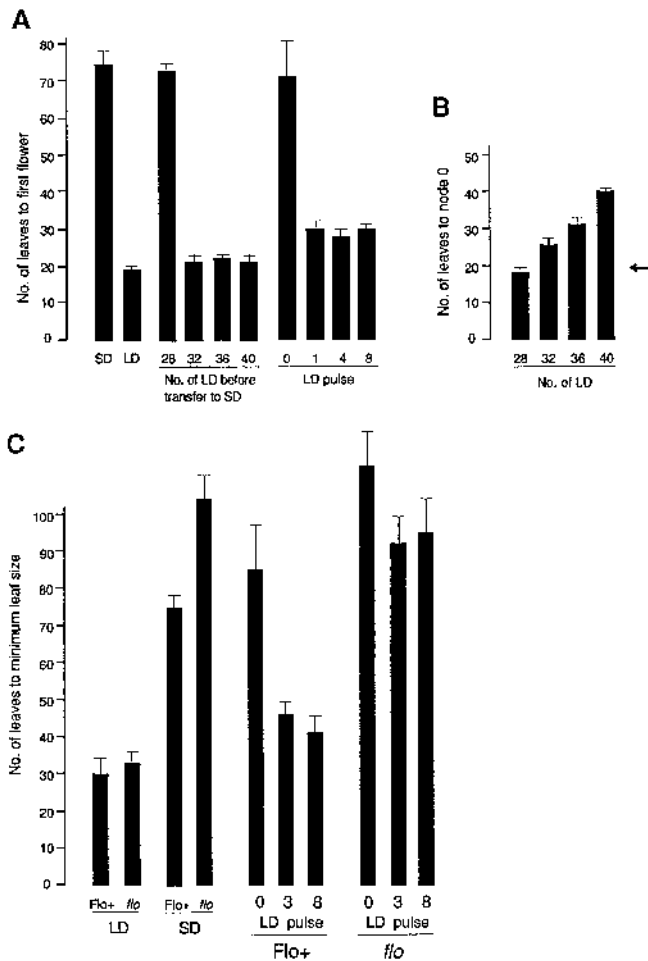 A
No. of leaves to first flower
80
70
60
50
40
30
20
10
0
SD LD 28 32 36 40 0 1 4 8
No. of LD before
transfer to SD
LD pulse
B
No. of leaves to node 0
50
40
30
20
10
0
28 32 36 40
No. of LD
C
No. of leaves to minimum leaf size
100
90
80
70
60
50
40
30
20
10
0
Flo+ flo Flo+ flo 0 3 8 0 3 8
LD SD LD pulse LD pulse
Flo+ flo